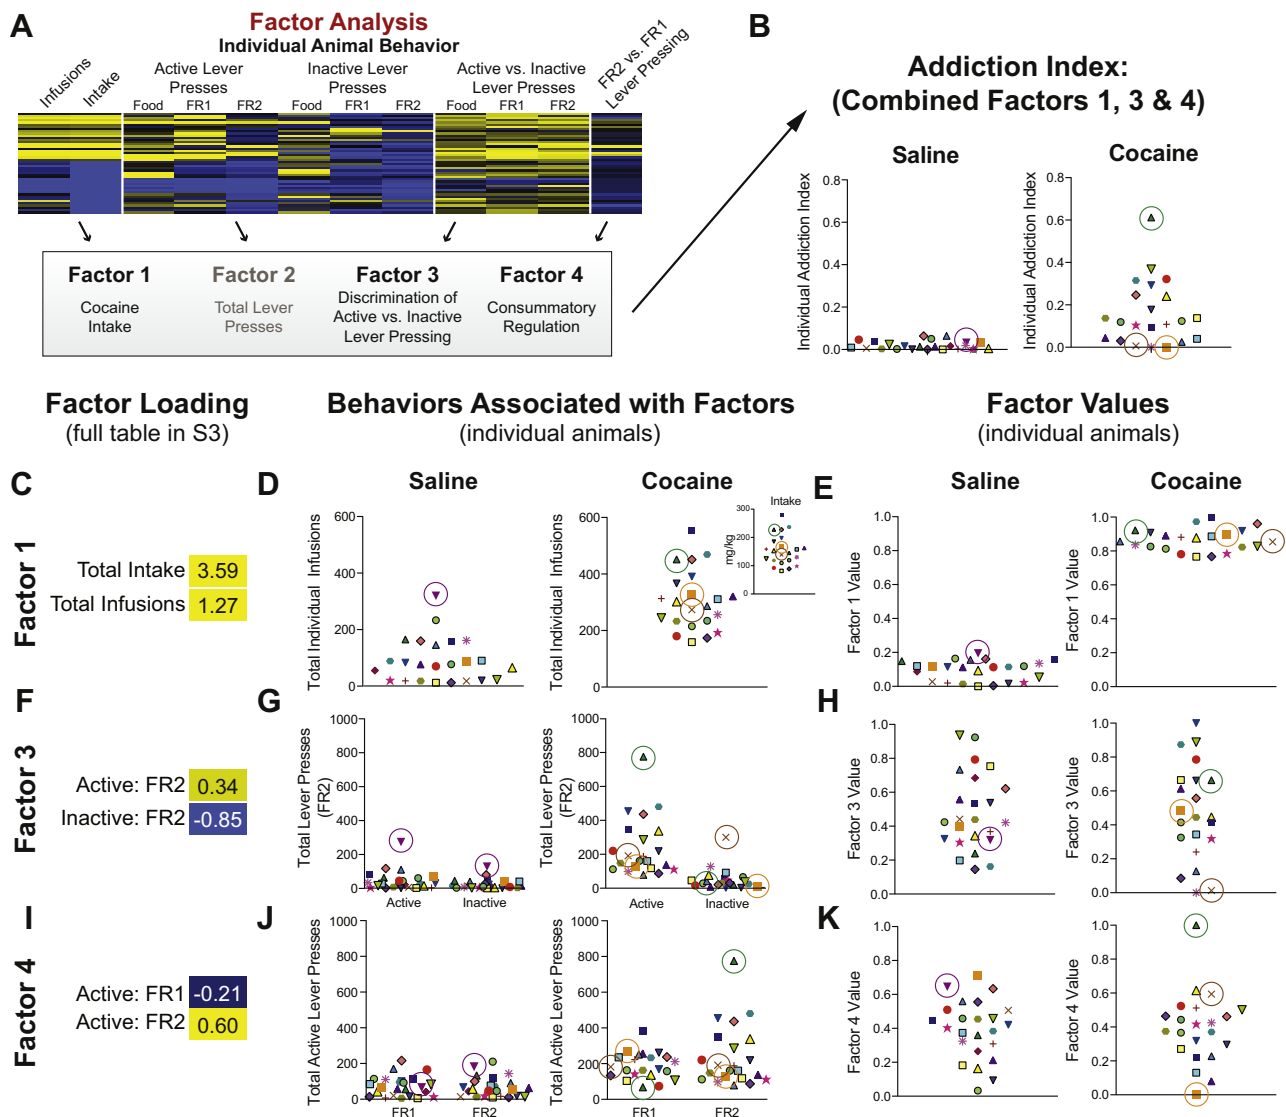 A
Factor Analysis
Individual Animal Behavior
Infusions
Intake
Active Lever
Presses
Inactive Lever
Presses
Active vs. Inactive
Lever Presses
FR2 vs. FR1
Lever Pressing
Food FR1 FR2 Food FR1 FR2 Food FR1 FR2
Factor 1
Cocaine
Intake
Factor 2
Total Lever
Presses
Factor 3
Discrimination of
Active vs. Inactive
Lever Pressing
Factor 4
Consummatory
Regulation
B
Addiction Index:
(Combined Factors 1, 3 & 4)
Saline
Individual Addiction Index
0.8
0.6
0.4
0.2
0.0
Cocaine
Individual Addiction Index
0.8
0.6
0.4
0.2
0.0
Factor Loading
(full table in S3)
Behaviors Associated with Factors
(individual animals)
Factor Values
(individual animals)
C
Factor 1
Total Intake 3.59
Total Infusions 1.27
D
Saline
Total Individual Infusions
600
400
200
0
Cocaine
Total Individual Infusions
600
400
200
0
Intake
mg/kg
300
200
100
0
E
Saline
Factor 1 Value
1.0
0.8
0.6
0.4
0.2
0.0
Cocaine
Factor 1 Value
1.0
0.8
0.6
0.4
0.2
0.0
F
Factor 3
Active: FR2 0.34
Inactive: FR2 -0.85
G
Total Lever Presses
(FR2)
1000
800
600
400
200
0
Active Inactive
Total Lever Presses
(FR2)
1000
800
600
400
200
0
Active Inactive
H
Factor 3 Value
1.0
0.8
0.6
0.4
0.2
0.0
Factor 3 Value
1.0
0.8
0.6
0.4
0.2
0.0
I
Factor 4
Active: FR1 -0.21
Active: FR2 0.60
J
Total Active Lever Presses
1000
800
600
400
200
0
FR1 FR2
Total Active Lever Presses
1000
800
600
400
200
0
FR1 FR2
K
Factor 4 Value
1.0
0.8
0.6
0.4
0.2
0.0
Factor 4 Value
1.0
0.8
0.6
0.4
0.2
0.0